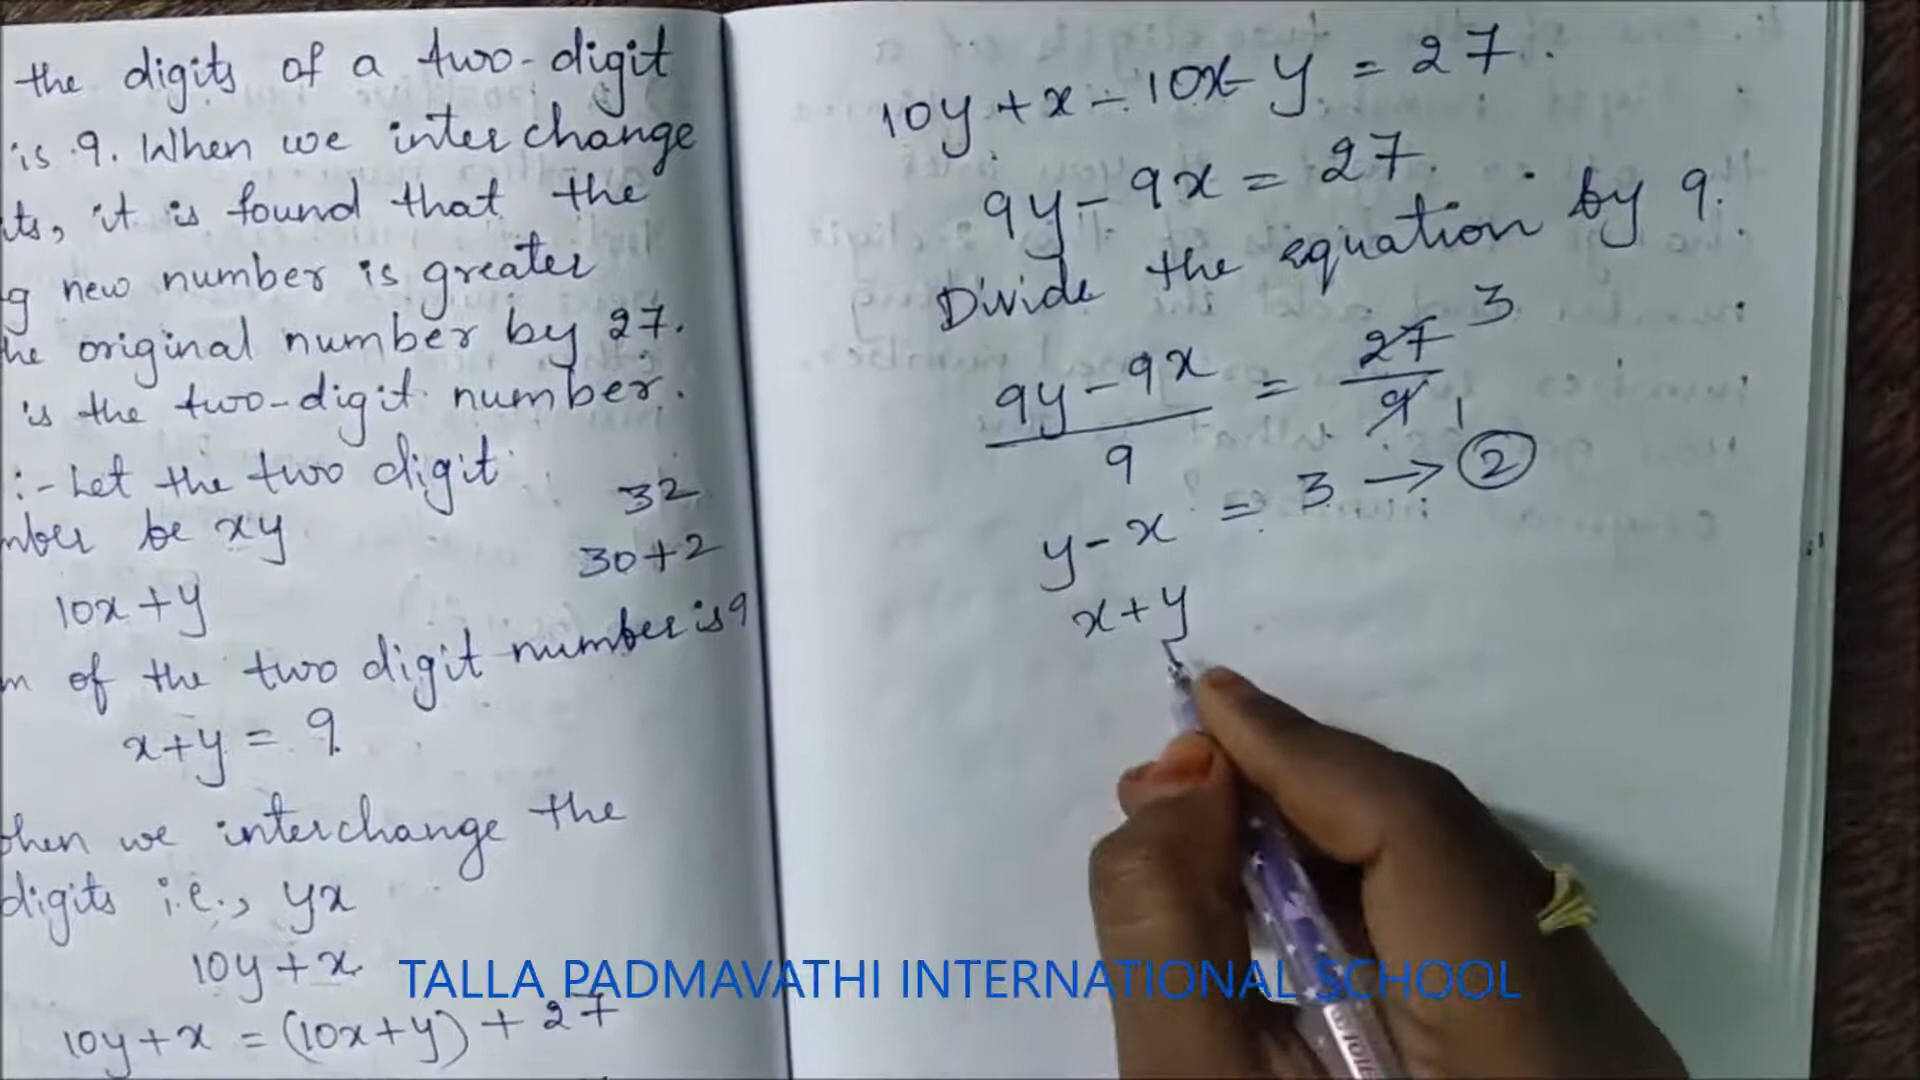 the digits of a two-digit
is 9. When we interchange
ts, it is found that the
g new number is greater
he original number by 27.
is the two-digit number.
:- Let the two digit
mber be xy
32
30+2
10x+y
m of the two digit number is 9
x+y = 9
when we interchange the
digits i.e., yx
10y+x
10y+x = (10x+y) + 27
10y+x-10x-y = 27.
9y-9x = 27.
Divide the equation by 9.
9y-9x / 9 = 27 / 9 3 1
y-x = 3 → 2
x+y
TALLA PADMAVATHI INTERNATIONAL SCHOOL